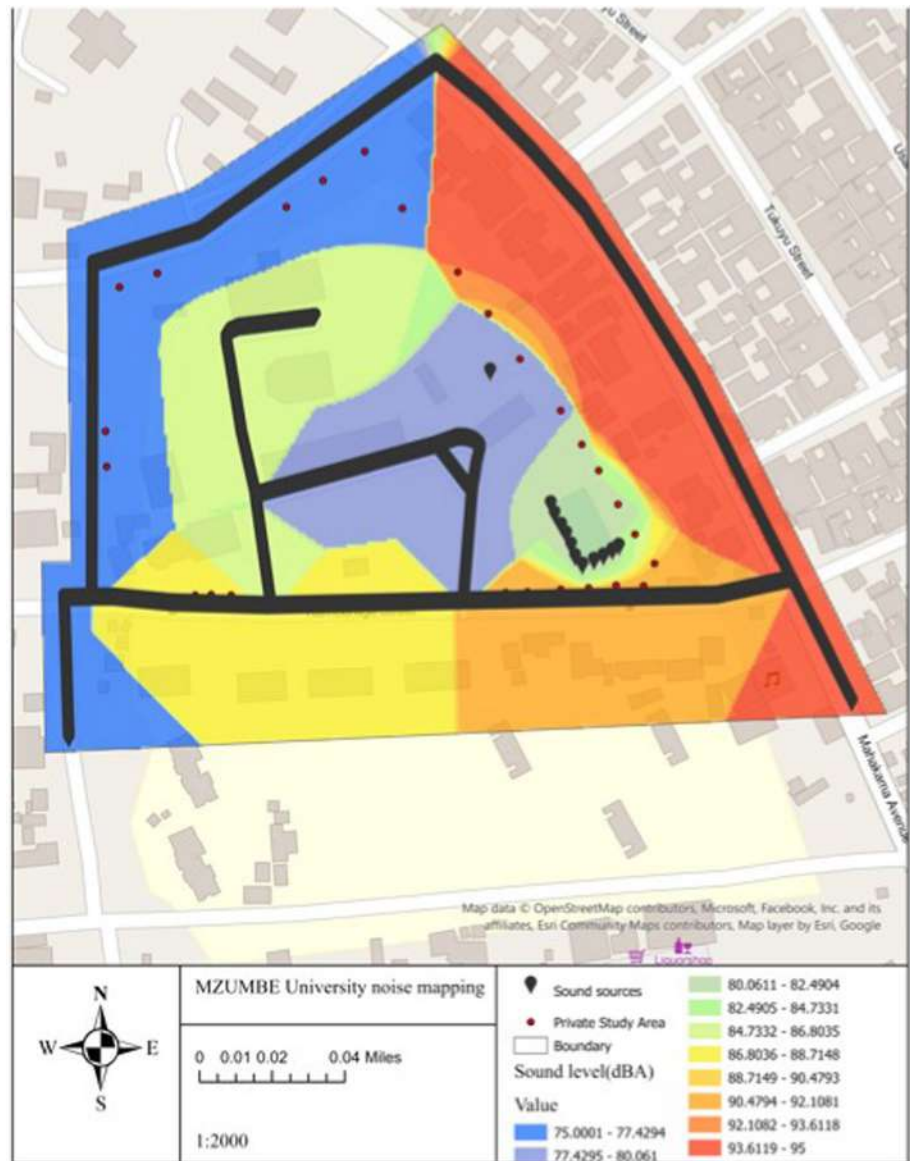 Tukuyu Street
Mahakama Avenue
Map data © OpenStreetMap contributors, Microsoft, Facebook, Inc. and its
affiliates, Esri Community Maps contributors, Map layer by Esri, Google
Liquorshop
N
W E
S
MZUMBE University noise mapping
0 0.01 0.02 0.04 Miles
1:2000
Sound sources
Private Study Area
Boundary
Sound level(dBA)
Value
75.0001 - 77.4294
77.4295 - 80.061
80.0611 - 82.4904
82.4905 - 84.7331
84.7332 - 86.8035
86.8036 - 88.7148
88.7149 - 90.4793
90.4794 - 92.1081
92.1082 - 93.6118
93.6119 - 95